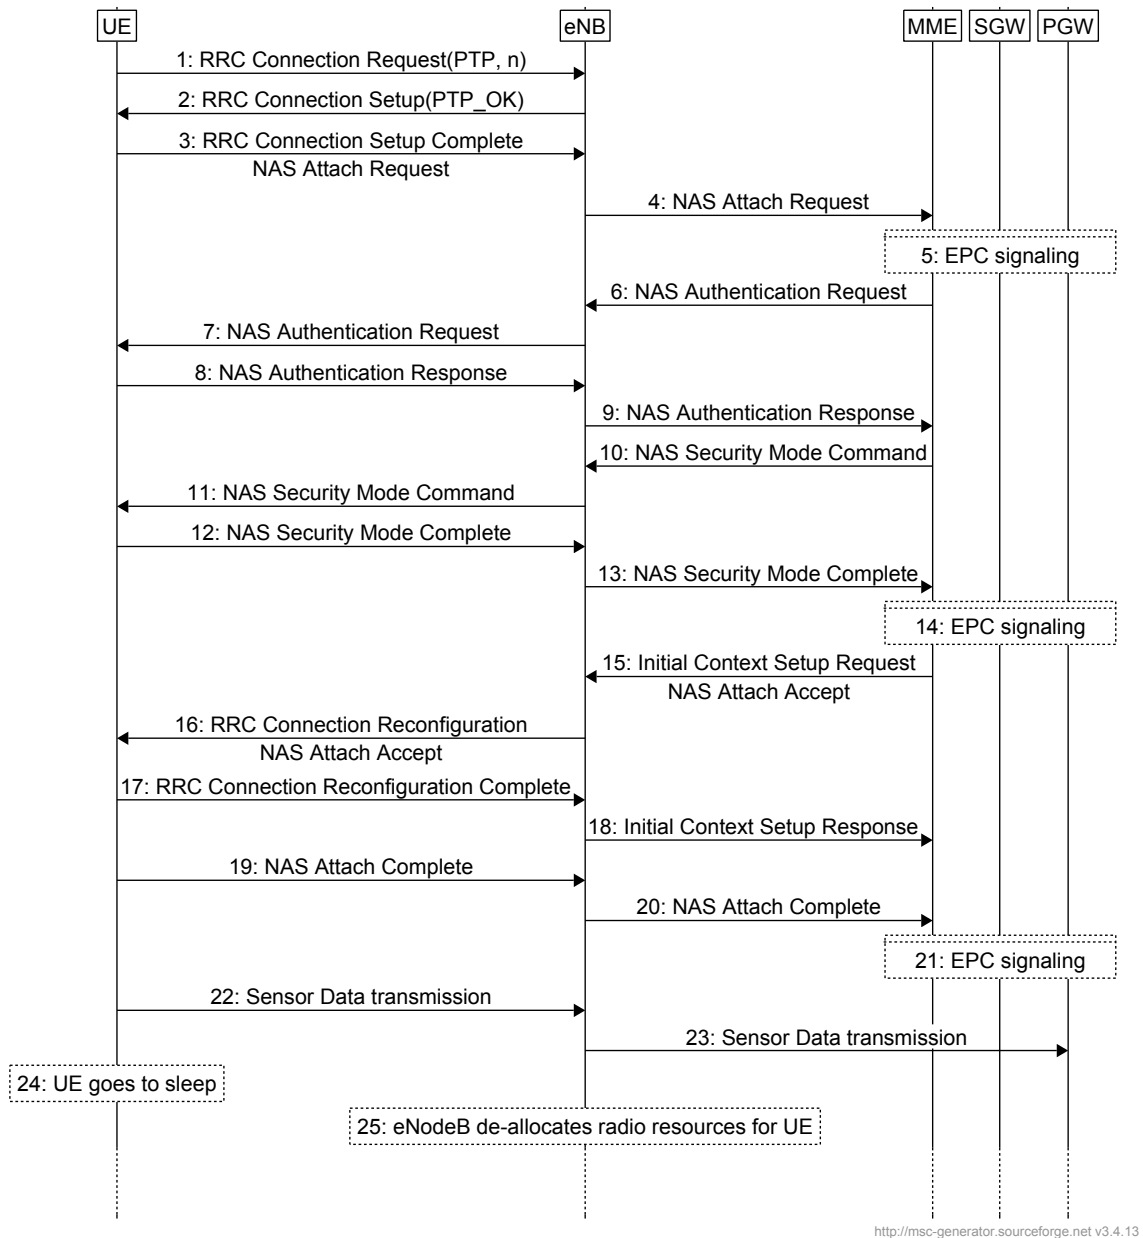 UE eNB MME SGW PGW
1: RRC Connection Request(PTP, n)
2: RRC Connection Setup(PTP_OK)
3: RRC Connection Setup Complete
NAS Attach Request
4: NAS Attach Request
5: EPC signaling
6: NAS Authentication Request
7: NAS Authentication Request
8: NAS Authentication Response
9: NAS Authentication Response
10: NAS Security Mode Command
11: NAS Security Mode Command
12: NAS Security Mode Complete
13: NAS Security Mode Complete
14: EPC signaling
15: Initial Context Setup Request
NAS Attach Accept
16: RRC Connection Reconfiguration
NAS Attach Accept
17: RRC Connection Reconfiguration Complete
18: Initial Context Setup Response
19: NAS Attach Complete
20: NAS Attach Complete
21: EPC signaling
22: Sensor Data transmission
23: Sensor Data transmission
24: UE goes to sleep
25: eNodeB de-allocates radio resources for UE
http://msc-generator.sourceforge.net v3.4.13